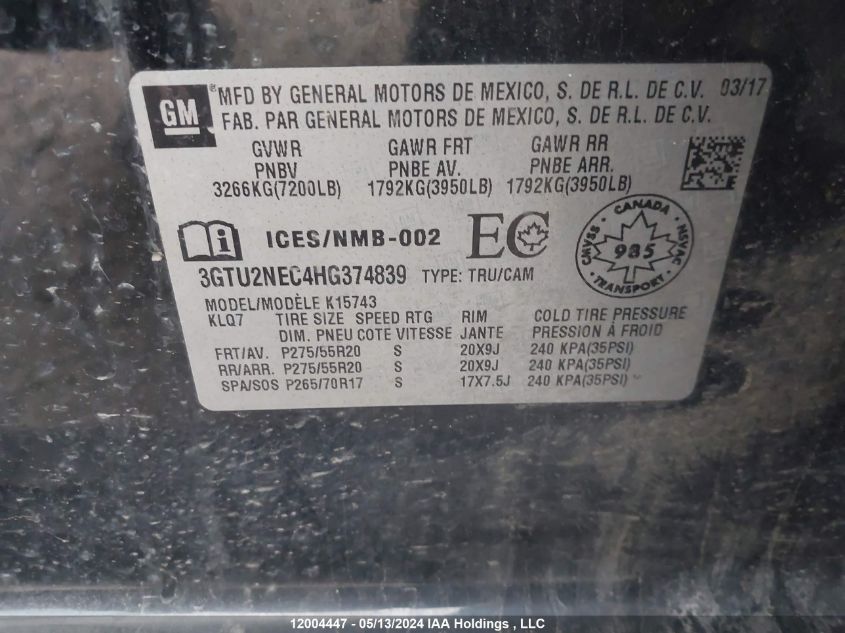 GM
® MFD BY GENERAL MOTORS DE MEXICO, S. DE R.L. DE C.V. 03/17
FAB. PAR GENERAL MOTORS DE MEXICO, S. DE R.L. DE C.V.
GVWR GAWR FRT GAWR RR
PNBV PNBE AV. PNBE ARR.
3266KG(7200LB) 1792KG(3950LB) 1792KG(3950LB)
i ICES/NMB-002 EC
CANADA
CMVSS 985 NSVAC
TRANSPORT
3GTU2NEC4HG374839 TYPE: TRU/CAM
MODEL/MODÈLE K15743
KLQ7 TIRE SIZE SPEED RTG RIM COLD TIRE PRESSURE
DIM. PNEU COTE VITESSE JANTE PRESSION À FROID
FRT/AV. P275/55R20 S 20X9J 240 KPA(35PSI)
RR/ARR. P275/55R20 S 20X9J 240 KPA(35PSI)
SPA/SOS P265/70R17 S 17X7.5J 240 KPA(35PSI)
12004447 - 05/13/2024 IAA Holdings , LLC